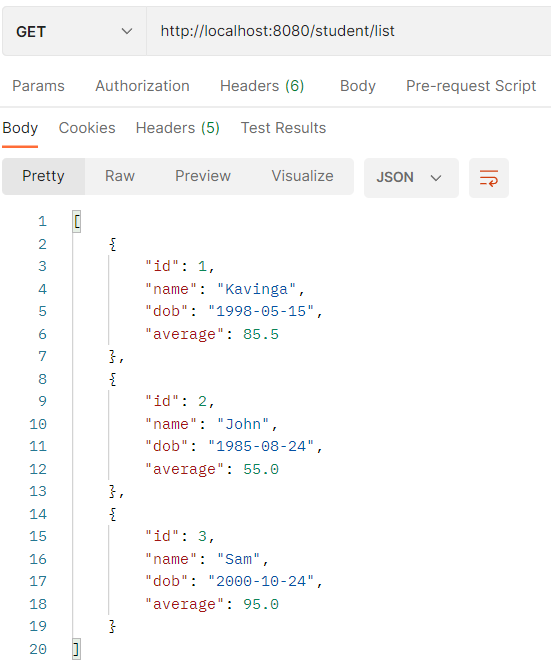 GET http://localhost:8080/student/list
Params Authorization Headers (6) Body Pre-request Script
Body Cookies Headers (5) Test Results
Pretty Raw Preview Visualize JSON
1 [
2 {
3 "id": 1,
4 "name": "Kavinga",
5 "dob": "1998-05-15",
6 "average": 85.5
7 },
8 {
9 "id": 2,
10 "name": "John",
11 "dob": "1985-08-24",
12 "average": 55.0
13 },
14 {
15 "id": 3,
16 "name": "Sam",
17 "dob": "2000-10-24",
18 "average": 95.0
19 }
20 ]